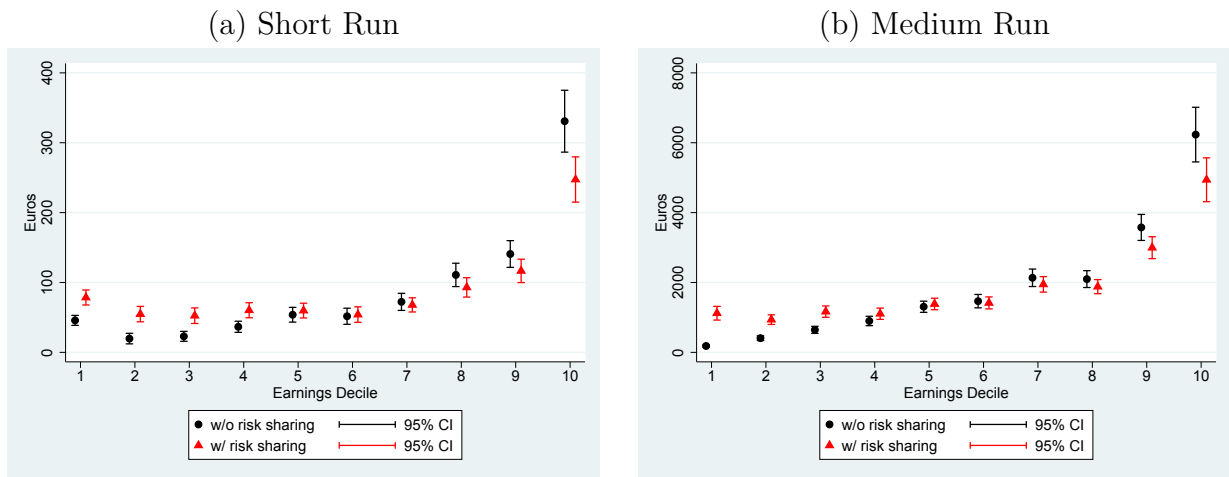 (a) Short Run
400
300
200
100
0
Euros
1 2 3 4 5 6 7 8 9 10
Earnings Decile
w/o risk sharing 95% CI
w/ risk sharing 95% CI
(b) Medium Run
8000
6000
4000
2000
0
Euros
1 2 3 4 5 6 7 8 9 10
Earnings Decile
w/o risk sharing 95% CI
w/ risk sharing 95% CI